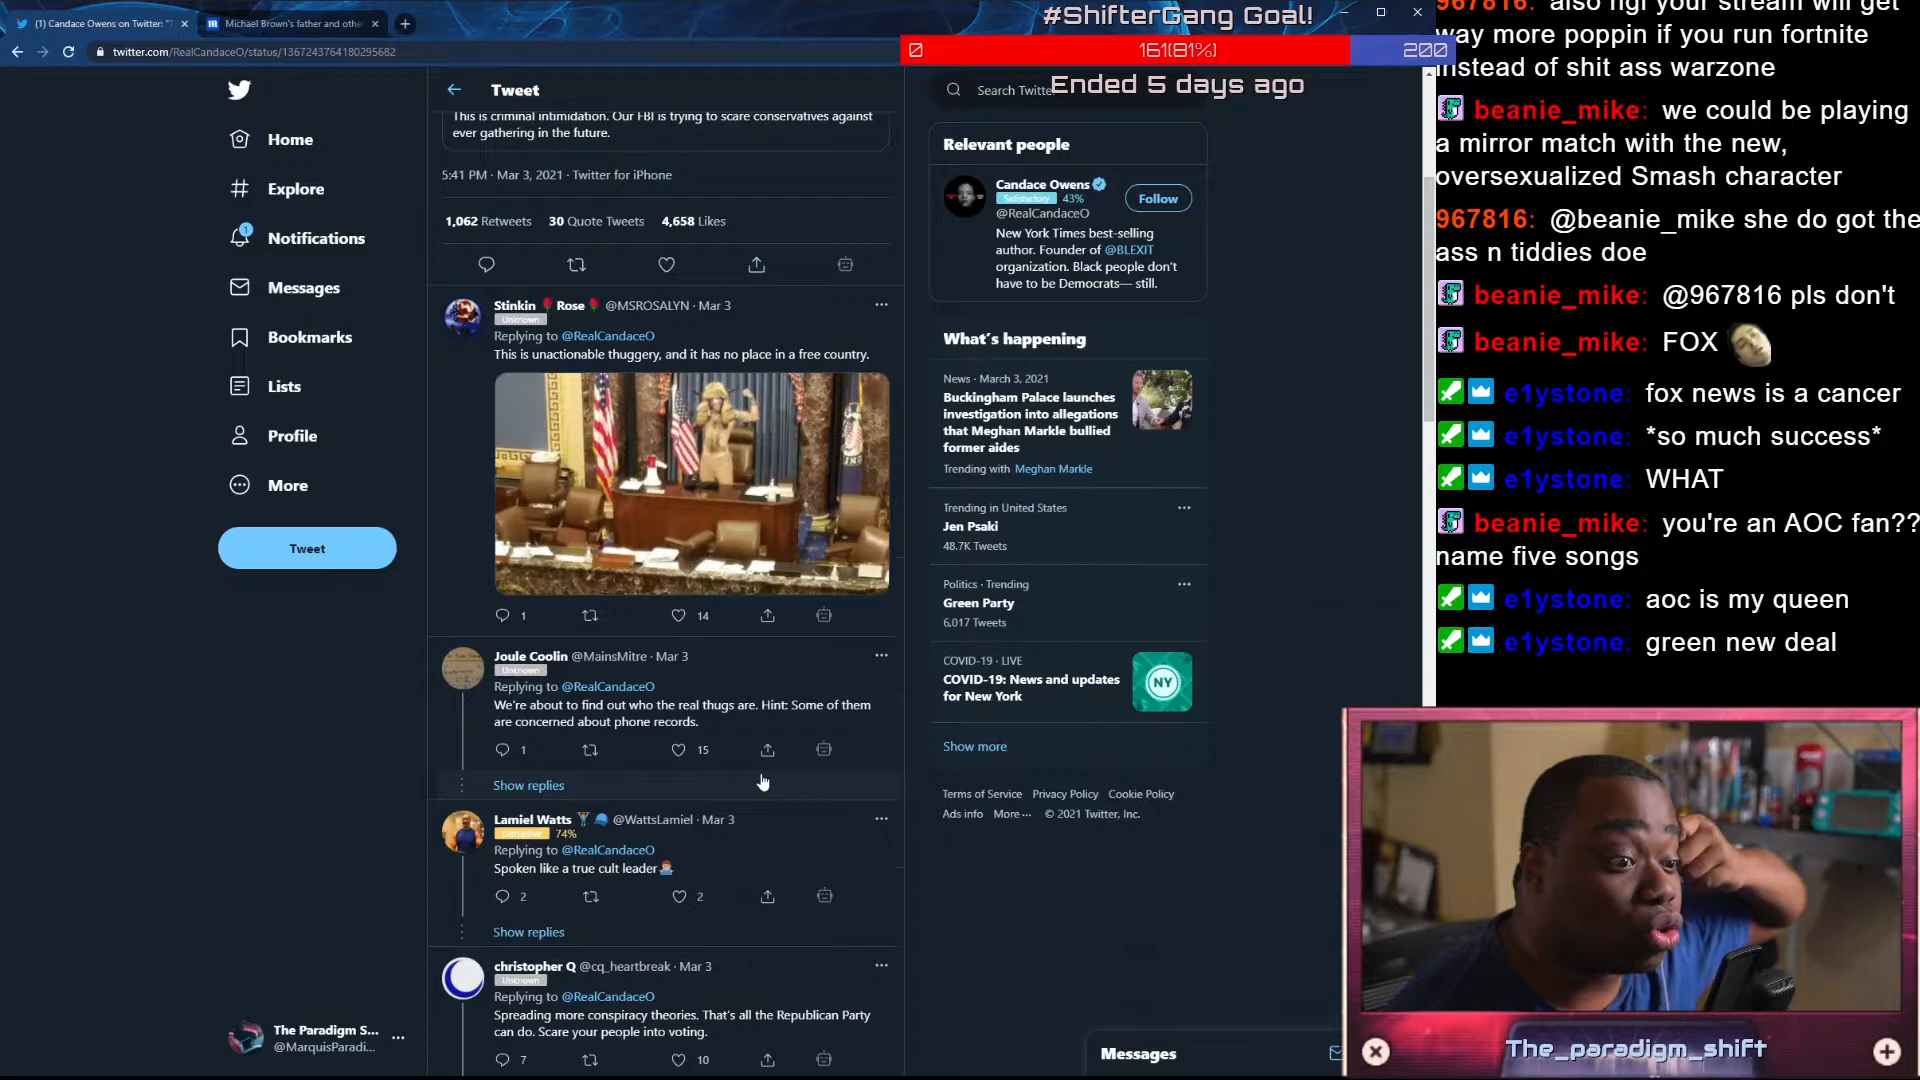 (1) Candace Owens on Twitter: "T
Michael Brown's father and othe
twitter.com/RealCandaceO/status/1367243764180295682
#ShifterGang Goal!
0
161(81%)
200
Ended 5 days ago
Home
Explore
1
Notifications
Messages
Bookmarks
Lists
Profile
More
Tweet
The Paradigm S...
@MarquisParadi...
Tweet
This is criminal intimidation. Our FBI is trying to scare conservatives against
ever gathering in the future.
5:41 PM · Mar 3, 2021 · Twitter for iPhone
1,062 Retweets 30 Quote Tweets 4,658 Likes
Stinkin Rose @MSROSALYN · Mar 3
Unknown
Replying to @RealCandaceO
This is unactionable thuggery, and it has no place in a free country.
1
14
Joule Coolin @MainsMitre · Mar 3
Unknown
Replying to @RealCandaceO
We're about to find out who the real thugs are. Hint: Some of them
are concerned about phone records.
1
15
Show replies
Lamiel Watts @WattsLamiel · Mar 3
Disruptive 74%
Replying to @RealCandaceO
Spoken like a true cult leader
2
2
Show replies
christopher Q @cq_heartbreak · Mar 3
Unknown
Replying to @RealCandaceO
Spreading more conspiracy theories. That's all the Republican Party
can do. Scare your people into voting.
7
10
Search Twitte
Relevant people
Candace Owens
Satisfactory 43%
@RealCandaceO
Follow
New York Times best-selling
author. Founder of @BLEXIT
organization. Black people don't
have to be Democrats— still.
What's happening
News · March 3, 2021
Buckingham Palace launches
investigation into allegations
that Meghan Markle bullied
former aides
Trending with Meghan Markle
Trending in United States
Jen Psaki
48.7K Tweets
Politics · Trending
Green Party
6,017 Tweets
COVID-19 · LIVE
COVID-19: News and updates
for New York
NY
Show more
Terms of Service Privacy Policy Cookie Policy
Ads info More··· © 2021 Twitter, Inc.
Messages
967816: also ngl your stream will get
way more poppin if you run fortnite
instead of shit ass warzone
beanie_mike: we could be playing
a mirror match with the new,
oversexualized Smash character
967816: @beanie_mike she do got the
ass n tiddies doe
beanie_mike: @967816 pls don't
beanie_mike: FOX
e1ystone: fox news is a cancer
e1ystone: *so much success*
e1ystone: WHAT
beanie_mike: you're an AOC fan??
name five songs
e1ystone: aoc is my queen
e1ystone: green new deal
The_paradigm_shift